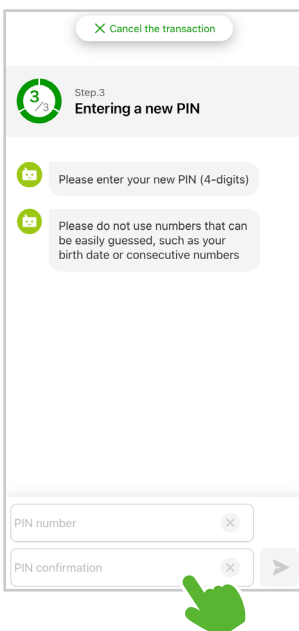 Cancel the transaction
3/3
Step.3
Entering a new PIN
Please enter your new PIN (4-digits)
Please do not use numbers that can
be easily guessed, such as your
birth date or consecutive numbers
PIN number
PIN confirmation